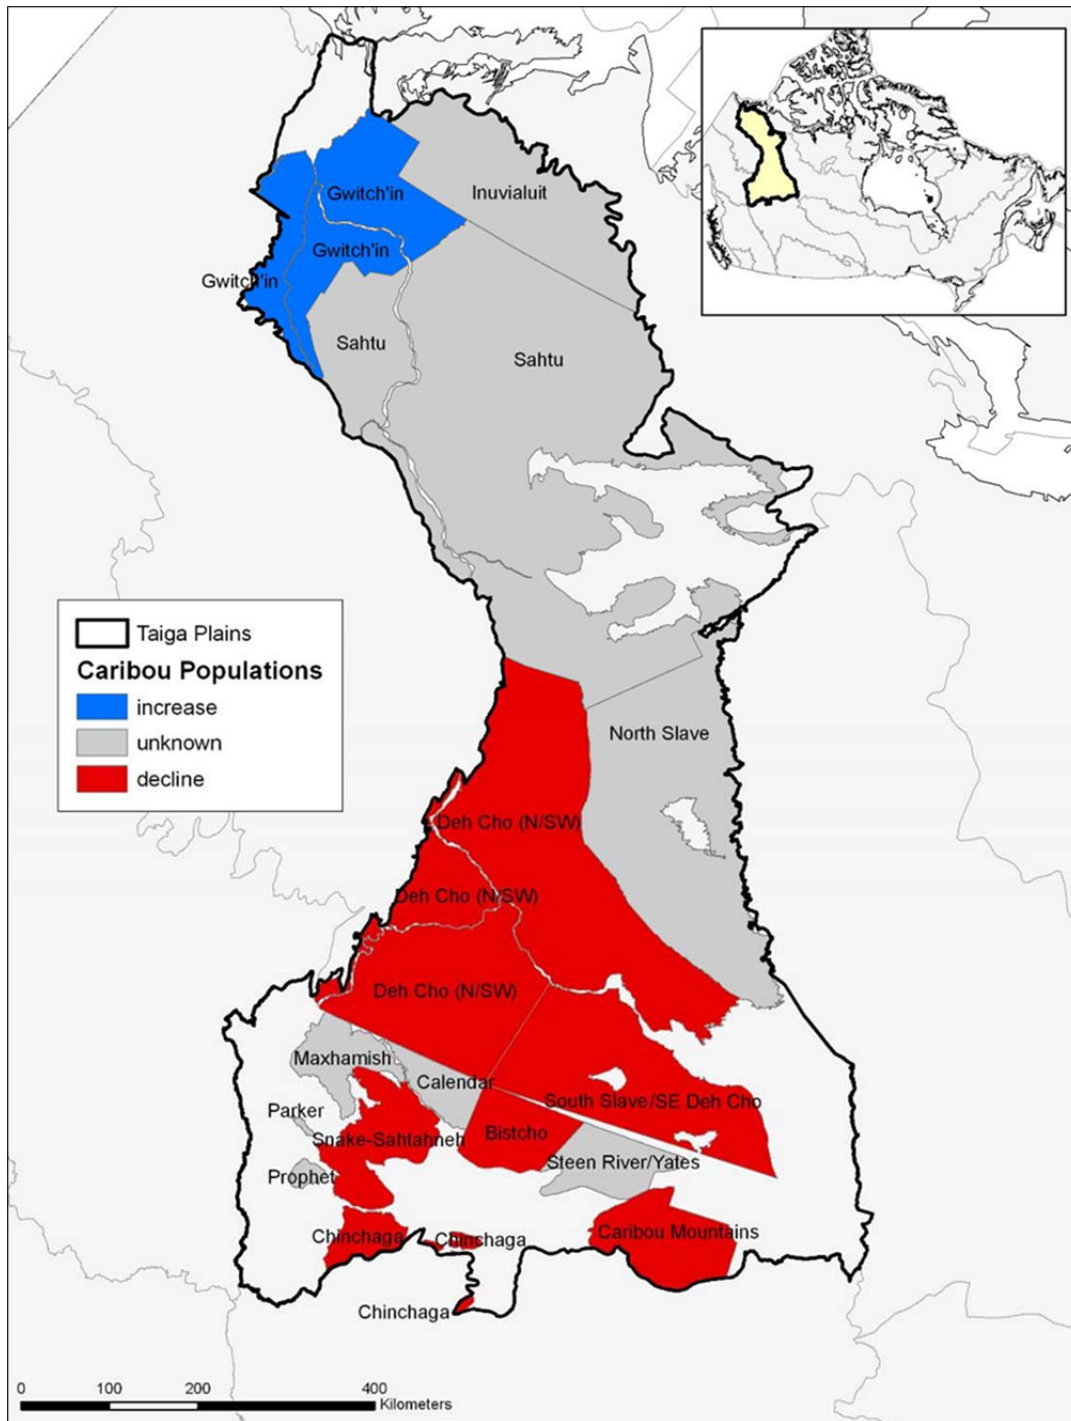 Gwitch'in
Inuvialuit
Gwitch'in
Gwitch'in
Sahtu
Sahtu
Taiga Plains
Caribou Populations
increase
unknown
decline
North Slave
Deh Cho (N/SW)
Deh Cho (N/SW)
Deh Cho (N/SW)
Maxhamish
Calendar
South Slave/SE Deh Cho
Parker
Snake-Sahtahneh
Bistcho
Steen River/Yates
Prophet
Chinchaga
Chinchaga
Caribou Mountains
Chinchaga
0 100 200 400
Kilometers